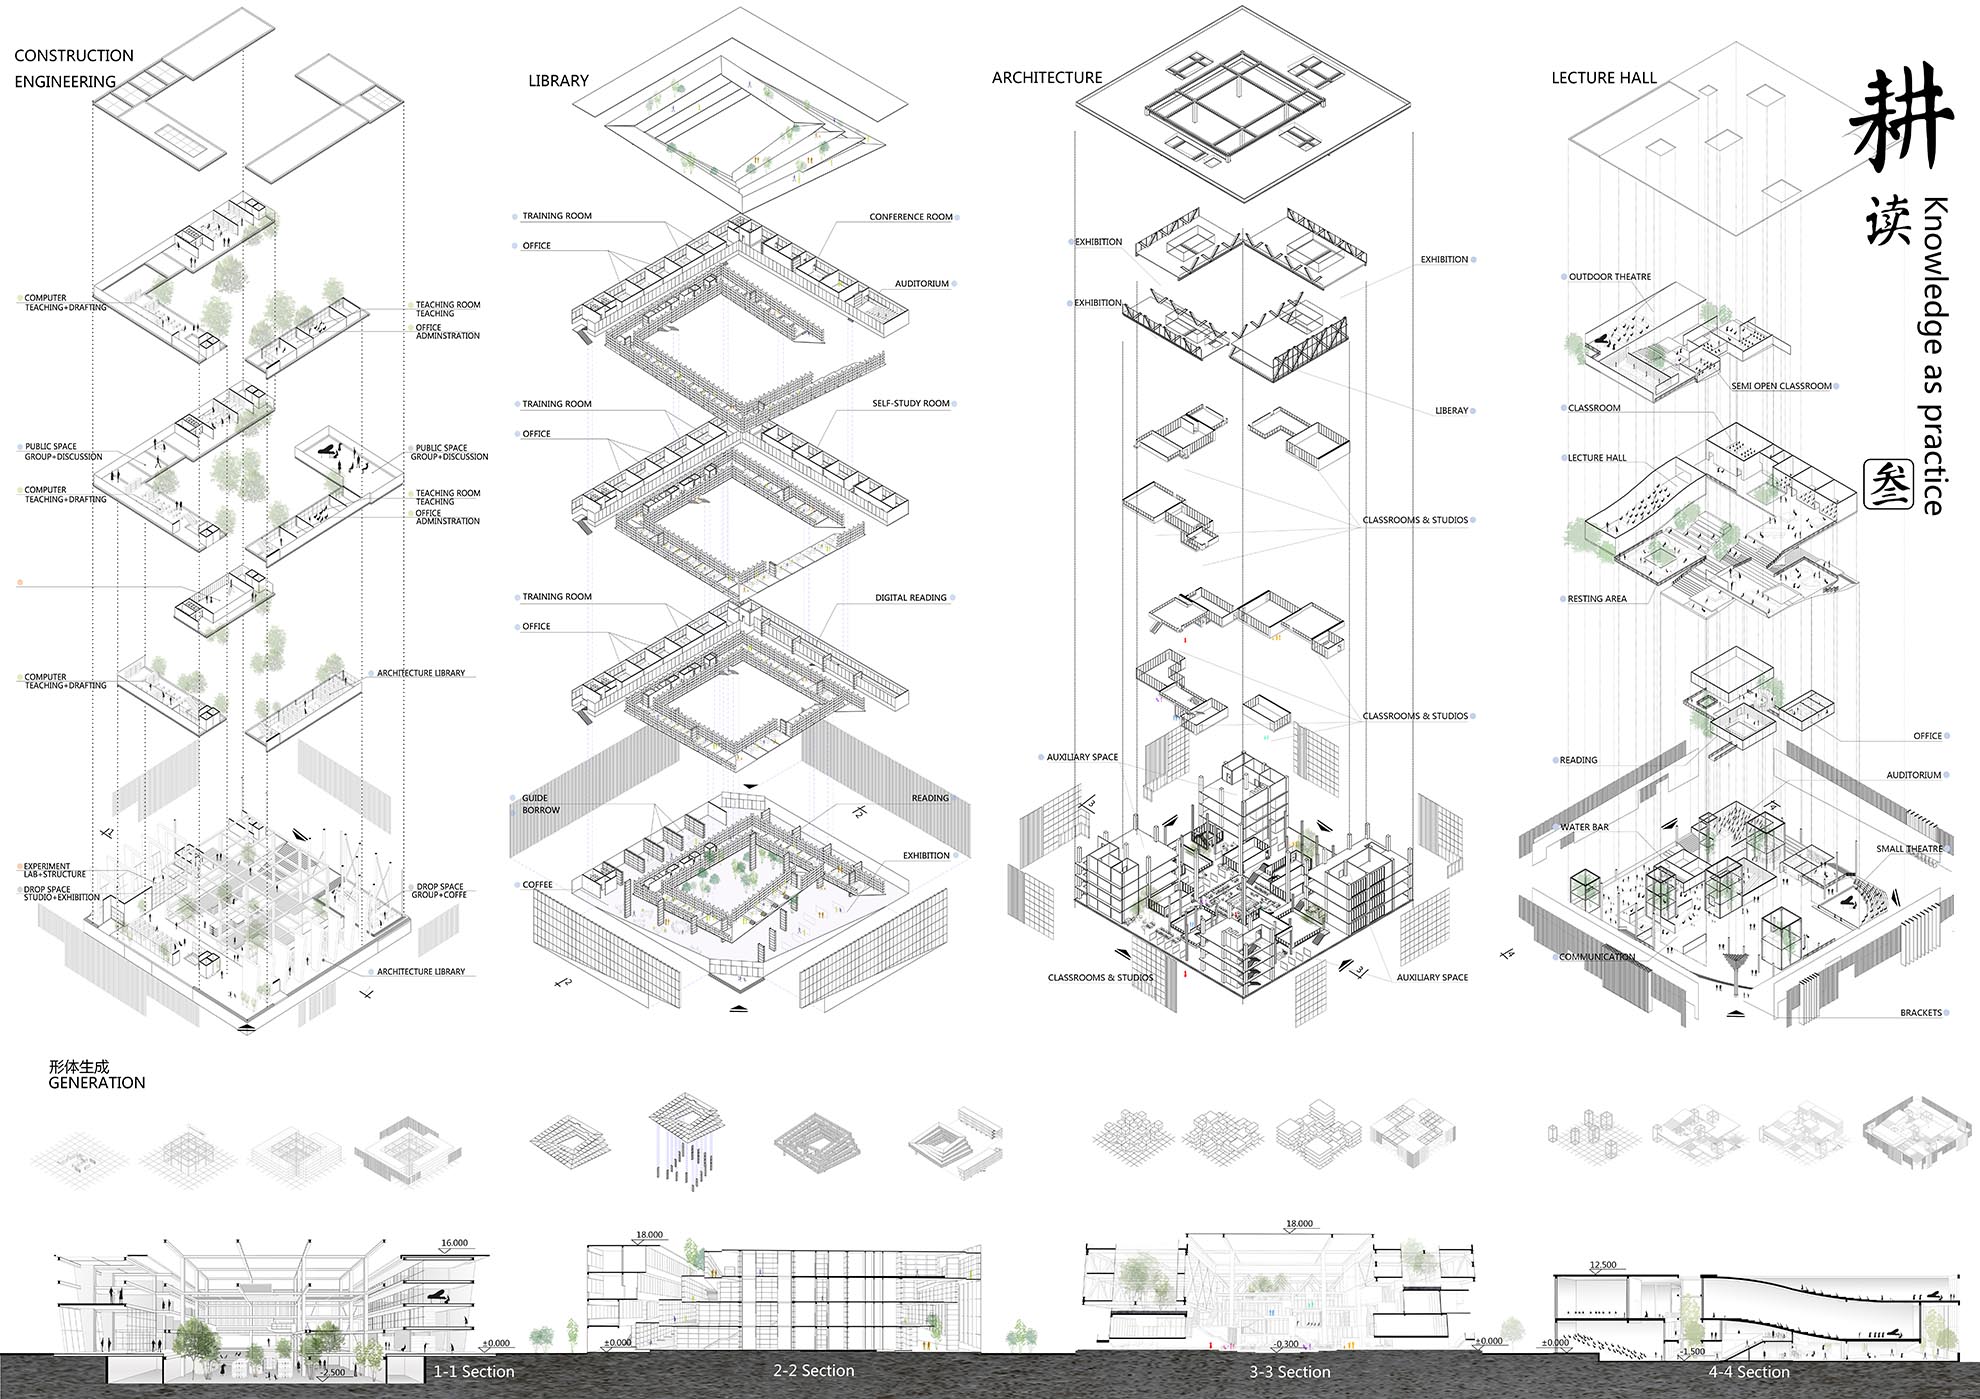 CONSTRUCTION
ENGINEERING
COMPUTER
TEACHING+DRAFTING
TEACHING ROOM
TEACHING
OFFICE
ADMINSTRATION
PUBLIC SPACE
GROUP+DISCUSSION
PUBLIC SPACE
GROUP+DISCUSSION
COMPUTER
TEACHING+DRAFTING
TEACHING ROOM
TEACHING
OFFICE
ADMINSTRATION
COMPUTER
TEACHING+DRAFTING
ARCHITECTURE LIBRARY
1
EXPERIMENT
LAB+STRUCTURE
DROP SPACE
STUDIO+EXHIBITION
DROP SPACE
GROUP+COFFE
ARCHITECTURE LIBRARY
LIBRARY
TRAINING ROOM
CONFERENCE ROOM
OFFICE
AUDITORIUM
TRAINING ROOM
SELF-STUDY ROOM
OFFICE
TRAINING ROOM
DIGITAL READING
OFFICE
GUIDE
BORROW
READING
2
EXHIBITION
COFFEE
2
ARCHITECTURE
EXHIBITION
EXHIBITION
EXHIBITION
LIBERAY
CLASSROOMS & STUDIOS
CLASSROOMS & STUDIOS
AUXILIARY SPACE
3
CLASSROOMS & STUDIOS
3
AUXILIARY SPACE
LECTURE HALL
OUTDOOR THEATRE
SEMI OPEN CLASSROOM
CLASSROOM
LECTURE HALL
RESTING AREA
OFFICE
READING
AUDITORIUM
4
WATER BAR
SMALL THEATRE
4
COMMUNICATION
BRACKETS
耕
读
Knowledge as practice
叁
形体生成
GENERATION
16.000
±0.000
-2.500
1-1 Section
18.000
±0.000
2-2 Section
18.000
-0.300
±0.000
3-3 Section
12.500
±0.000
-1.500
4-4 Section